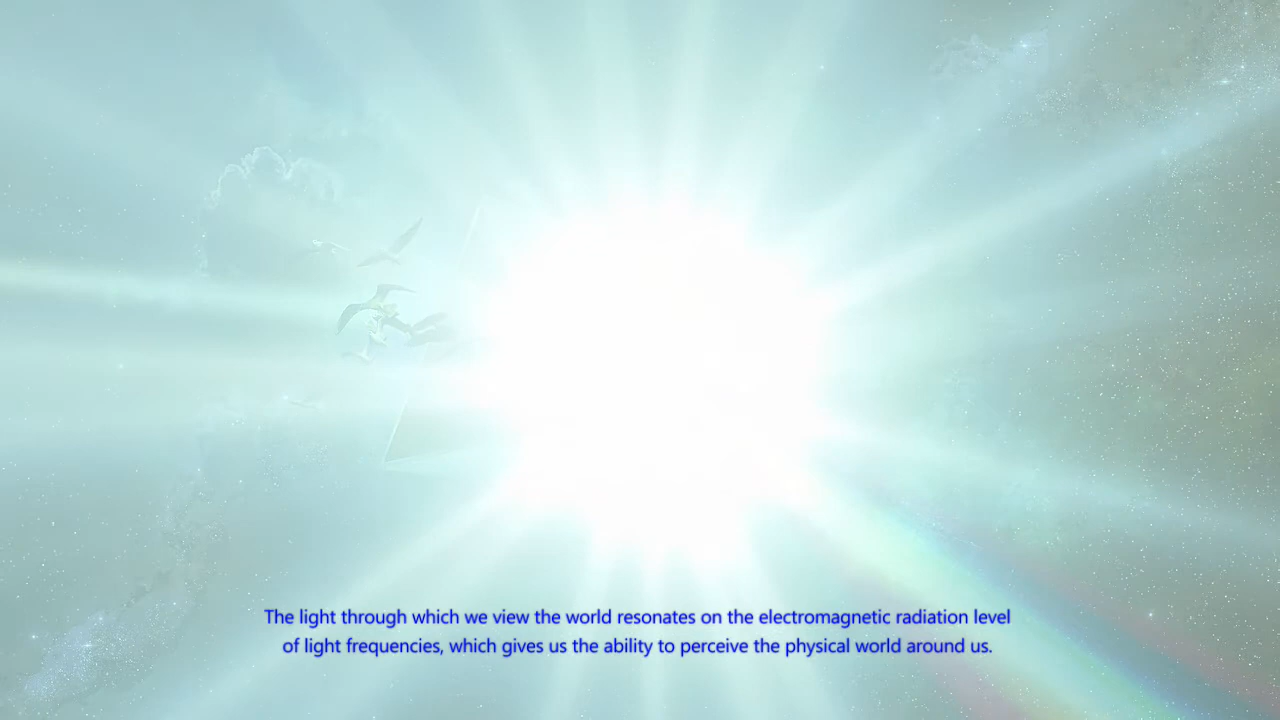 The light through which we view the world resonates on the electromagnetic radiation level
of light frequencies, which gives us the ability to perceive the physical world around us.